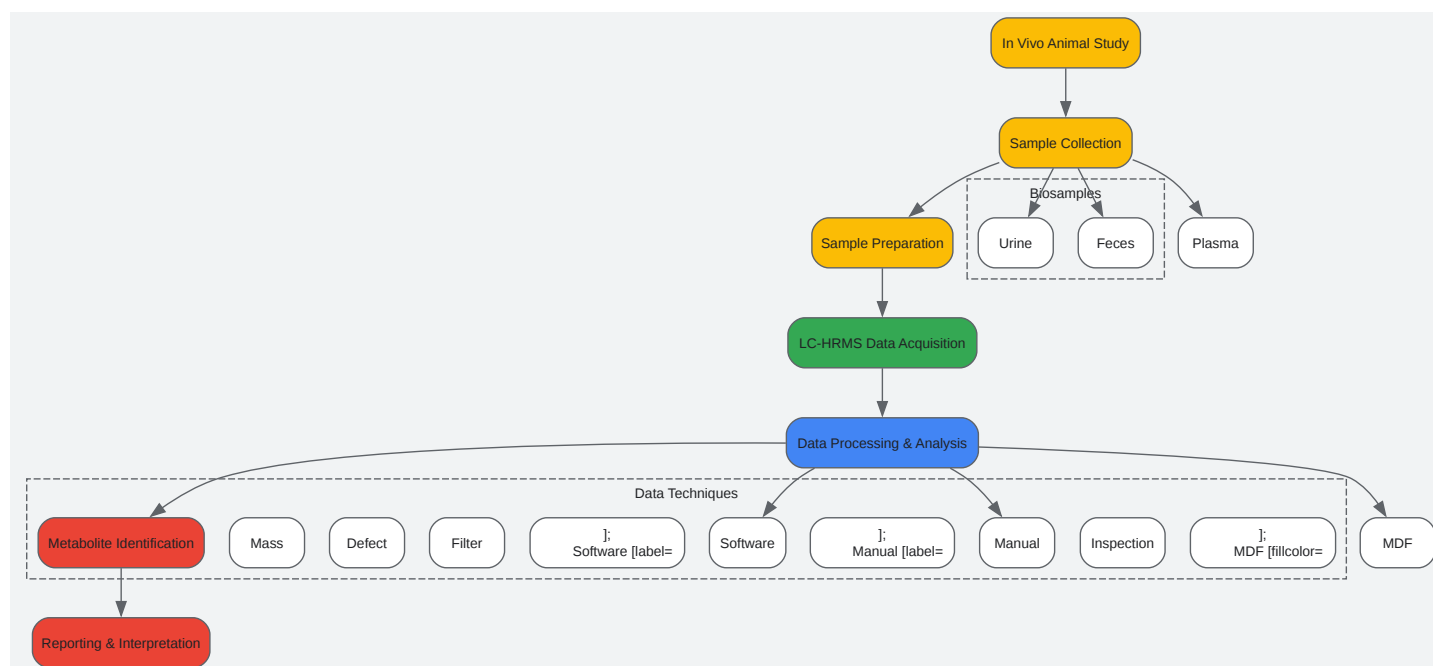 In Vivo Animal Study
Sample Collection
Biosamples
Sample Preparation
Urine
Feces
Plasma
LC-HRMS Data Acquisition
Data Processing & Analysis
Data Techniques
Metabolite Identification
Mass
Defect
Filter
];
Software [label=
Software
];
Manual [label=
Manual
Inspection
];
MDF [fillcolor=
MDF
Reporting & Interpretation